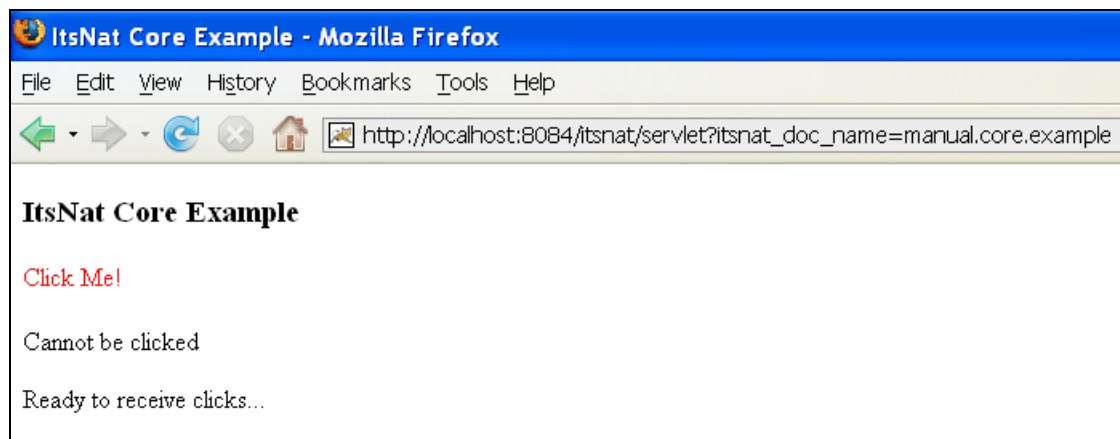 ItsNat Core Example - Mozilla Firefox
File Edit View History Bookmarks Tools Help
http://localhost:8084/itsnat/servlet?itsnat_doc_name=manual.core.example
ItsNat Core Example
Click Me!
Cannot be clicked
Ready to receive clicks...